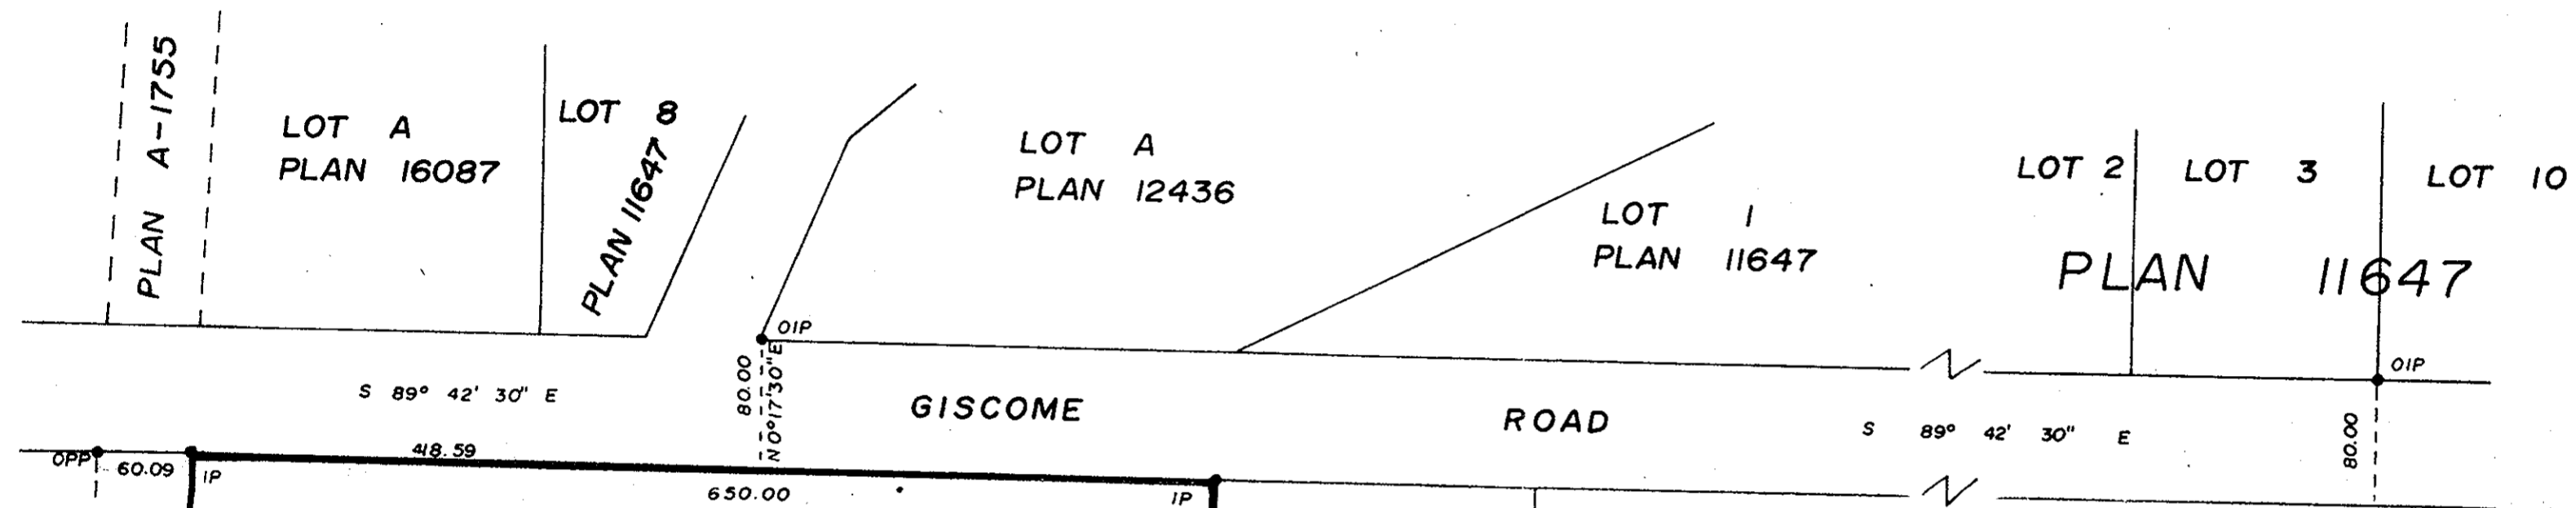 PLAN A-1755
LOT A
PLAN 16087
LOT 8
PLAN 11647 8
LOT A
PLAN 12436
LOT 1
PLAN 11647
LOT 2
LOT 3
LOT 10
PLAN 11647
OIP
OIP
S 89° 42' 30" E
80.00
N 0°17'30" E
GISCOME ROAD
S 89° 42' 30" E
80.00
OPP
60.09
IP
418.59
650.00
IP